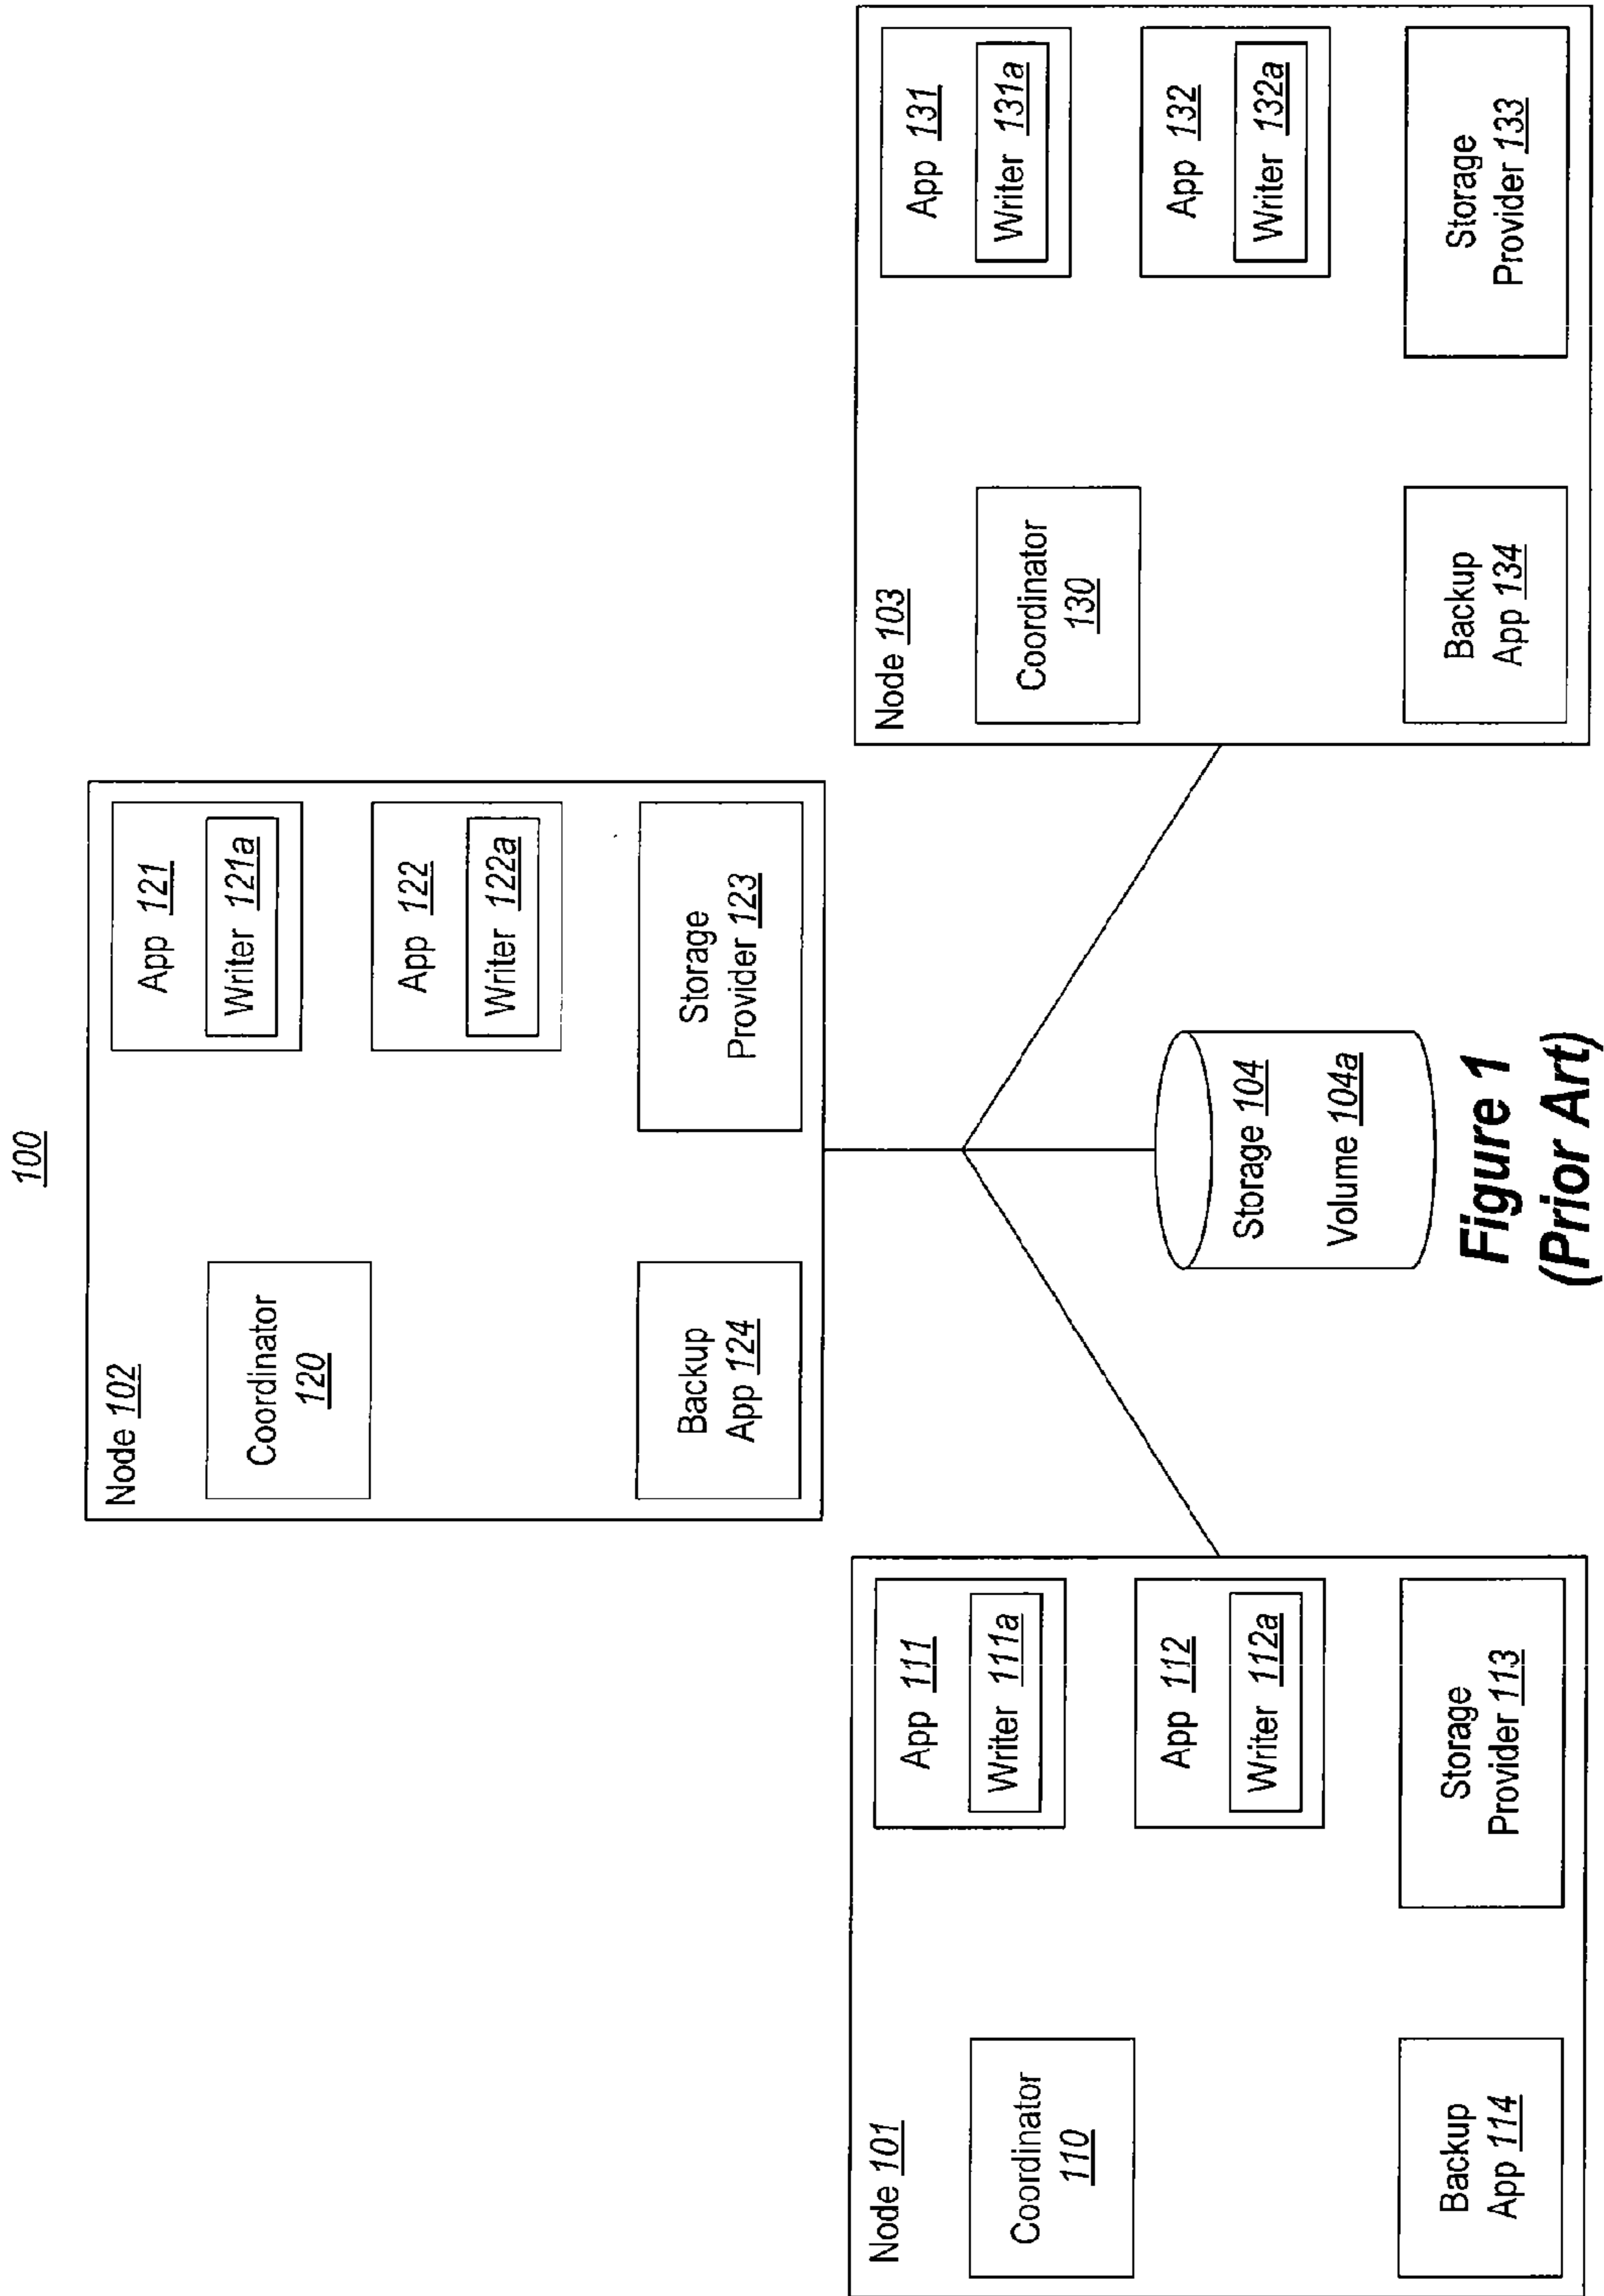 100
Node 102
Coordinator
120
App 121
Writer 121a
App 122
Writer 122a
Backup
App 124
Storage
Provider 123
Node 101
Coordinator
110
App 111
Writer 111a
App 112
Writer 112a
Backup
App 114
Storage
Provider 113
Storage 104
Volume 104a
Node 103
Coordinator
130
App 131
Writer 131a
App 132
Writer 132a
Backup
App 134
Storage
Provider 133
Figure 1
(Prior Art)